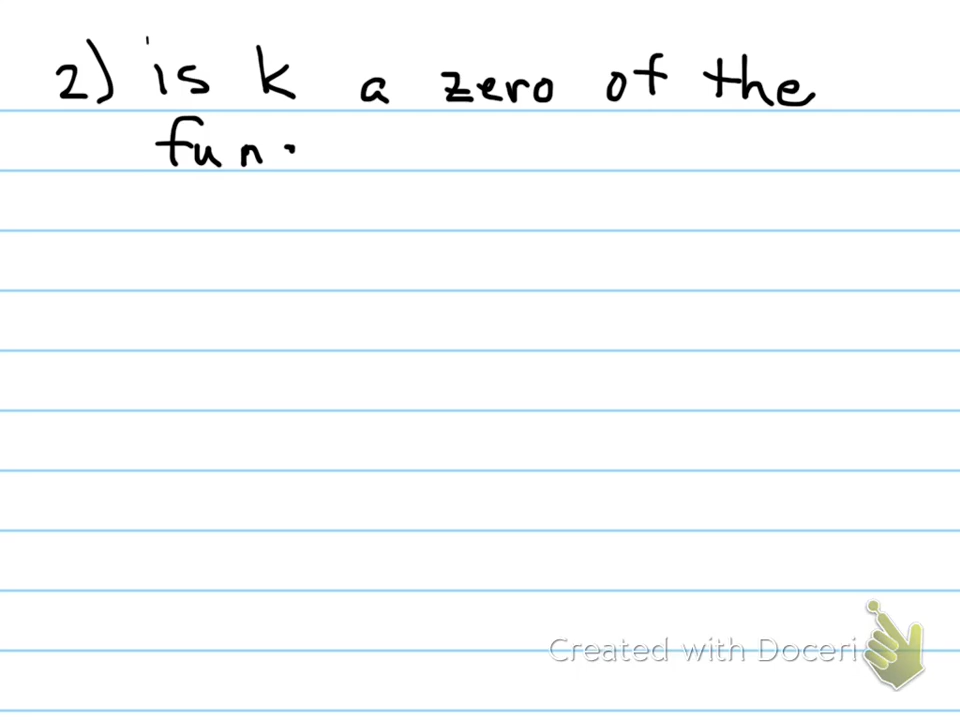 2) is k a zero of the
fun.
Created with Doceri